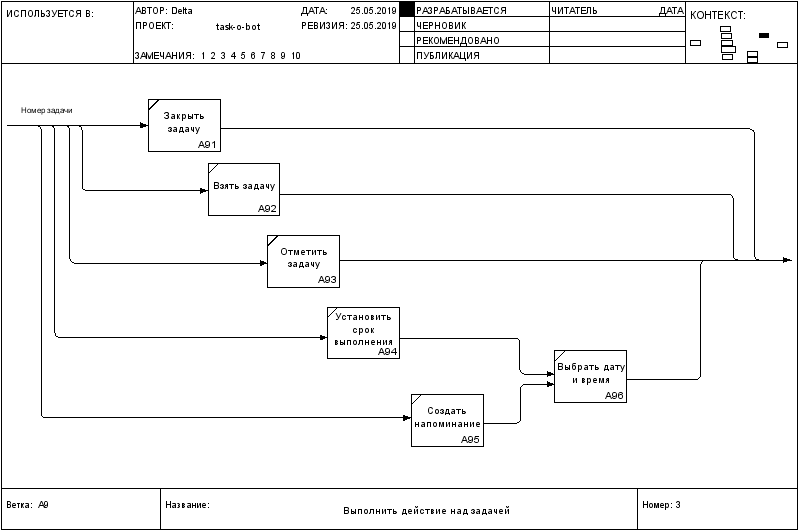 ИСПОЛЬЗУЕТСЯ В:
АВТОР: Delta
ДАТА: 25.05.2019
ПРОЕКТ: task-o-bot
РЕВИЗИЯ: 25.05.2019
ЗАМЕЧАНИЯ: 1 2 3 4 5 6 7 8 9 10
РАЗРАБАТЫВАЕТСЯ
ЧЕРНОВИК
РЕКОМЕНДОВАНО
ПУБЛИКАЦИЯ
ЧИТАТЕЛЬ
ДАТА
КОНТЕКСТ:
Номер задачи
Закрыть
задачу
A91
Взять задачу
A92
Отметить
задачу
A93
Установить
срок
выполнения
A94
Выбрать дату
и время
A96
Создать
напоминание
A95
Ветка: A9
Название:
Выполнить действие над задачей
Номер: 3